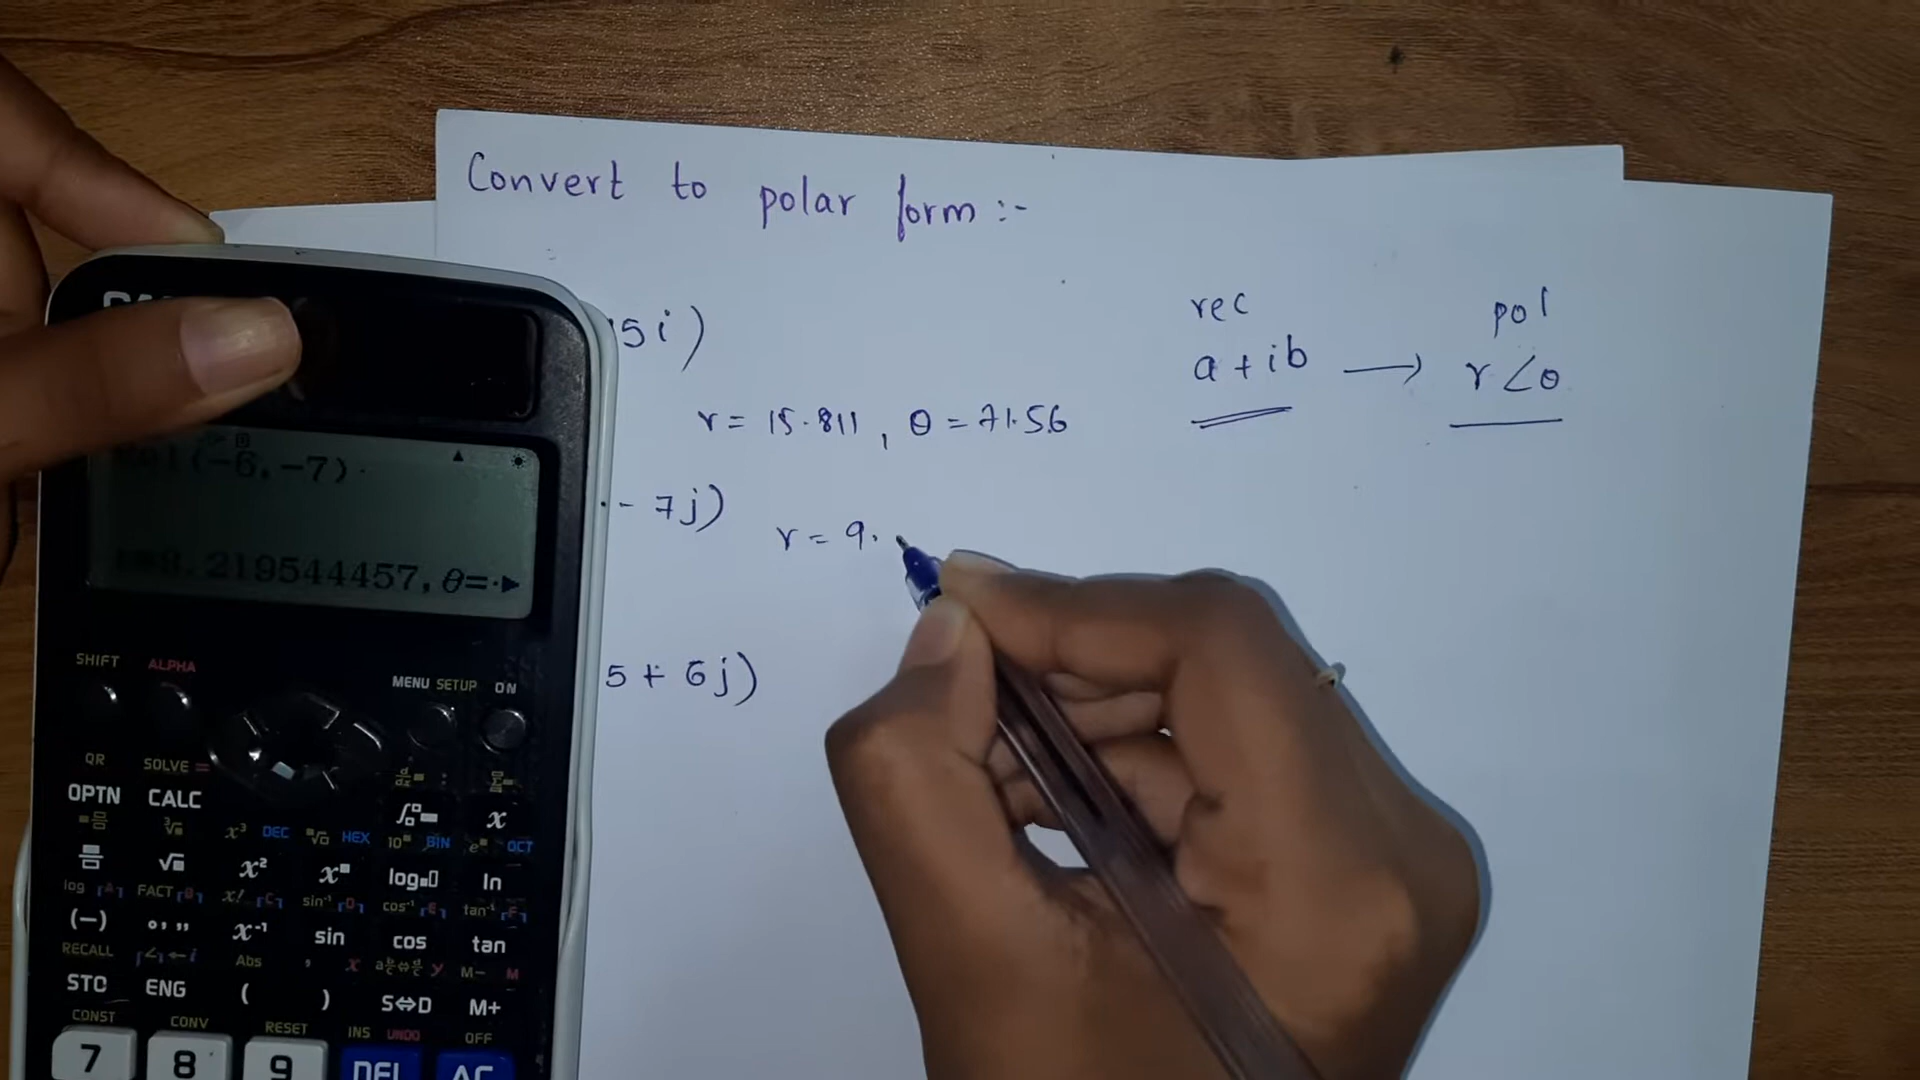 Convert to polar form :-
rec pol
5i) a + ib → r∠θ
r = 15.811, θ = 71.56
- 7j) r = 9.
5 + 6j)
(-6,-7)
8.219544457,θ=
SHIFT ALPHA MENU SETUP ON
QR SOLVE =
OPTN CALC x
x³ DEC HEX 10 BIN e OCT
√ x² x log ln
log A FACT B x! C sin⁻¹ D cos⁻¹ E tan⁻¹ F
(−) °''' x⁻¹ sin cos tan
RECALL ∠ ← i Abs , x a b/c⇔d/c y M− M
STO ENG ( ) S⇔D M+
CONST CONV RESET INS UNDO OFF
7 8 9 DEL AC